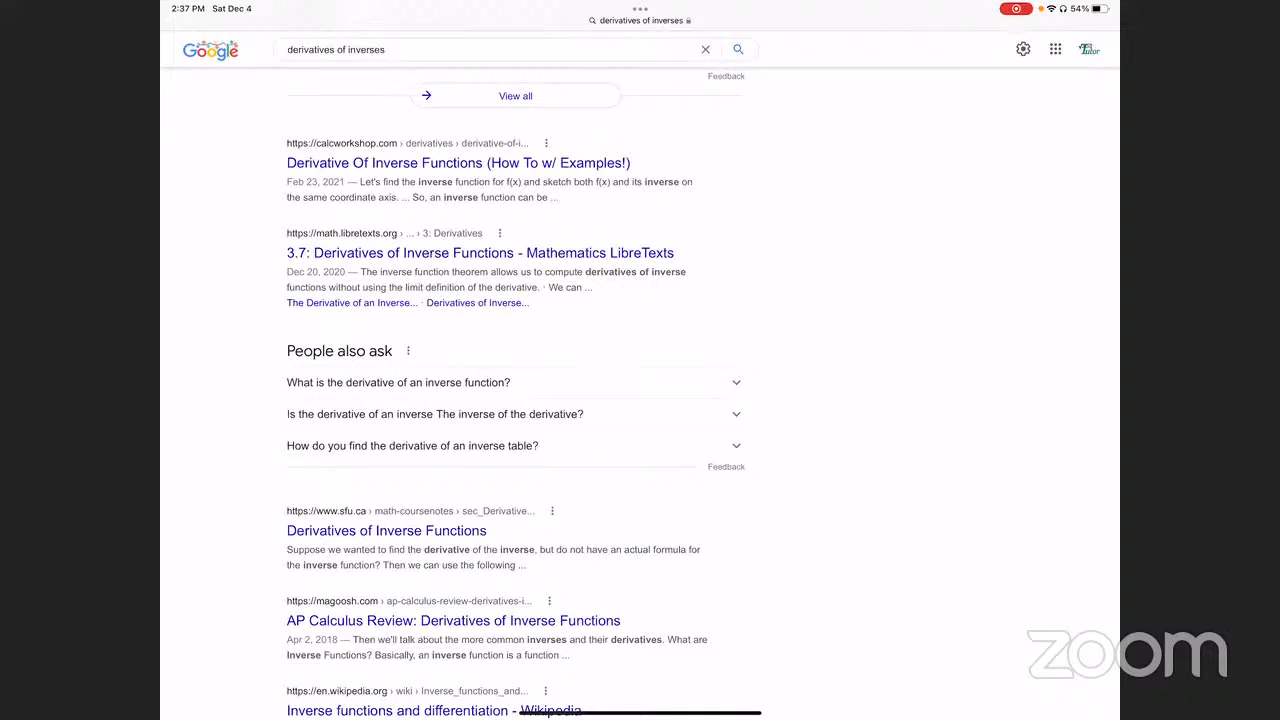 2:37 PM Sat Dec 4
54%
derivatives of inverses
Google
derivatives of inverses
Tutor
Feedback
View all
https://calcworkshop.com › derivatives › derivative-of-i...
Derivative Of Inverse Functions (How To w/ Examples!)
Feb 23, 2021 — Let's find the inverse function for f(x) and sketch both f(x) and its inverse on
the same coordinate axis. ... So, an inverse function can be ...
https://math.libretexts.org › ... › 3: Derivatives
3.7: Derivatives of Inverse Functions - Mathematics LibreTexts
Dec 20, 2020 — The inverse function theorem allows us to compute derivatives of inverse
functions without using the limit definition of the derivative. · We can ...
The Derivative of an Inverse... · Derivatives of Inverse...
People also ask
What is the derivative of an inverse function?
Is the derivative of an inverse The inverse of the derivative?
How do you find the derivative of an inverse table?
Feedback
https://www.sfu.ca › math-coursenotes › sec_Derivative...
Derivatives of Inverse Functions
Suppose we wanted to find the derivative of the inverse, but do not have an actual formula for
the inverse function? Then we can use the following ...
https://magoosh.com › ap-calculus-review-derivatives-i...
AP Calculus Review: Derivatives of Inverse Functions
Apr 2, 2018 — Then we'll talk about the more common inverses and their derivatives. What are
Inverse Functions? Basically, an inverse function is a function ...
https://en.wikipedia.org › wiki › Inverse_functions_and...
Inverse functions and differentiation - Wikipedia
zoom